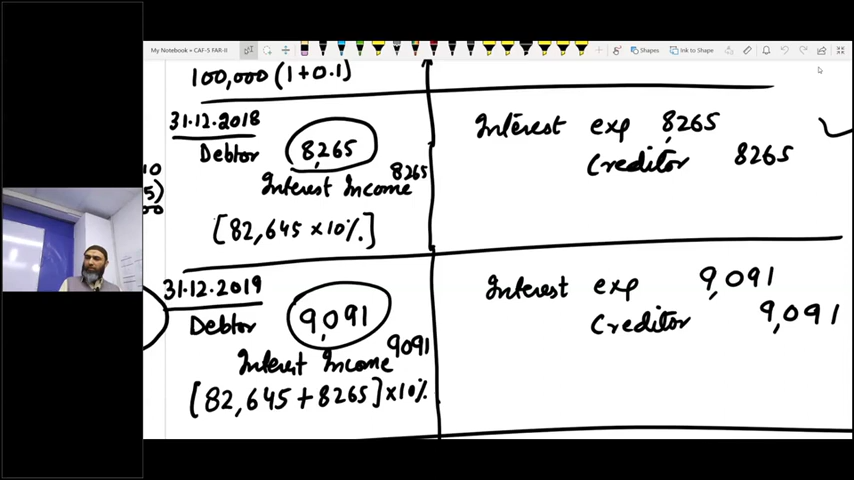 My Notebook » CAF-5 FAR-II
Shapes
Ink to Shape
100,000 (1+0.1)
31.12.2018
Debtor 8265
Interest Income 8265
[82,645 x 10%.]
Interest exp 8265
Creditor 8265
31.12.2019
Debtor 9,091
Interest Income 9091
[82,645 + 8265] x 10%.
Interest exp 9,091
Creditor 9,091